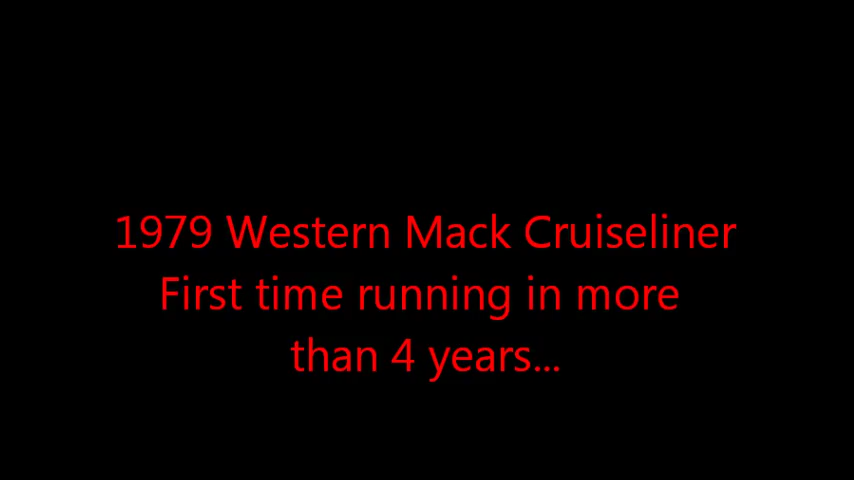 1979 Western Mack Cruiseliner
First time running in more
than 4 years...